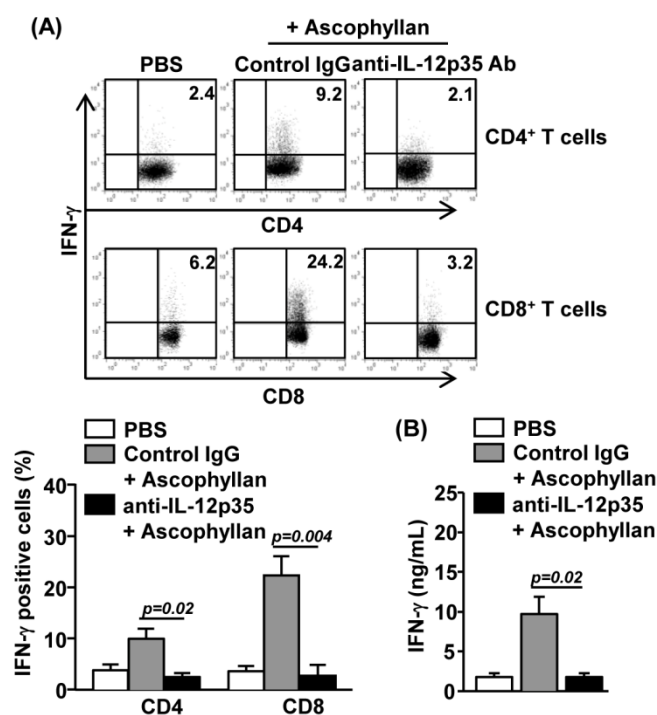 (A)
+ Ascophyllan
PBS
Control IgG
anti-IL-12p35 Ab
2.4
9.2
2.1
CD4+ T cells
CD4
IFN-γ
6.2
24.2
3.2
CD8+ T cells
CD8
PBS
Control IgG
+ Ascophyllan
anti-IL-12p35
+ Ascophyllan
IFN-γ positive cells (%)
40
30
20
10
0
p=0.02
p=0.004
CD4
CD8
(B)
PBS
Control IgG
+ Ascophyllan
anti-IL-12p35
+ Ascophyllan
IFN-γ (ng/mL)
25
20
15
10
5
0
p=0.02